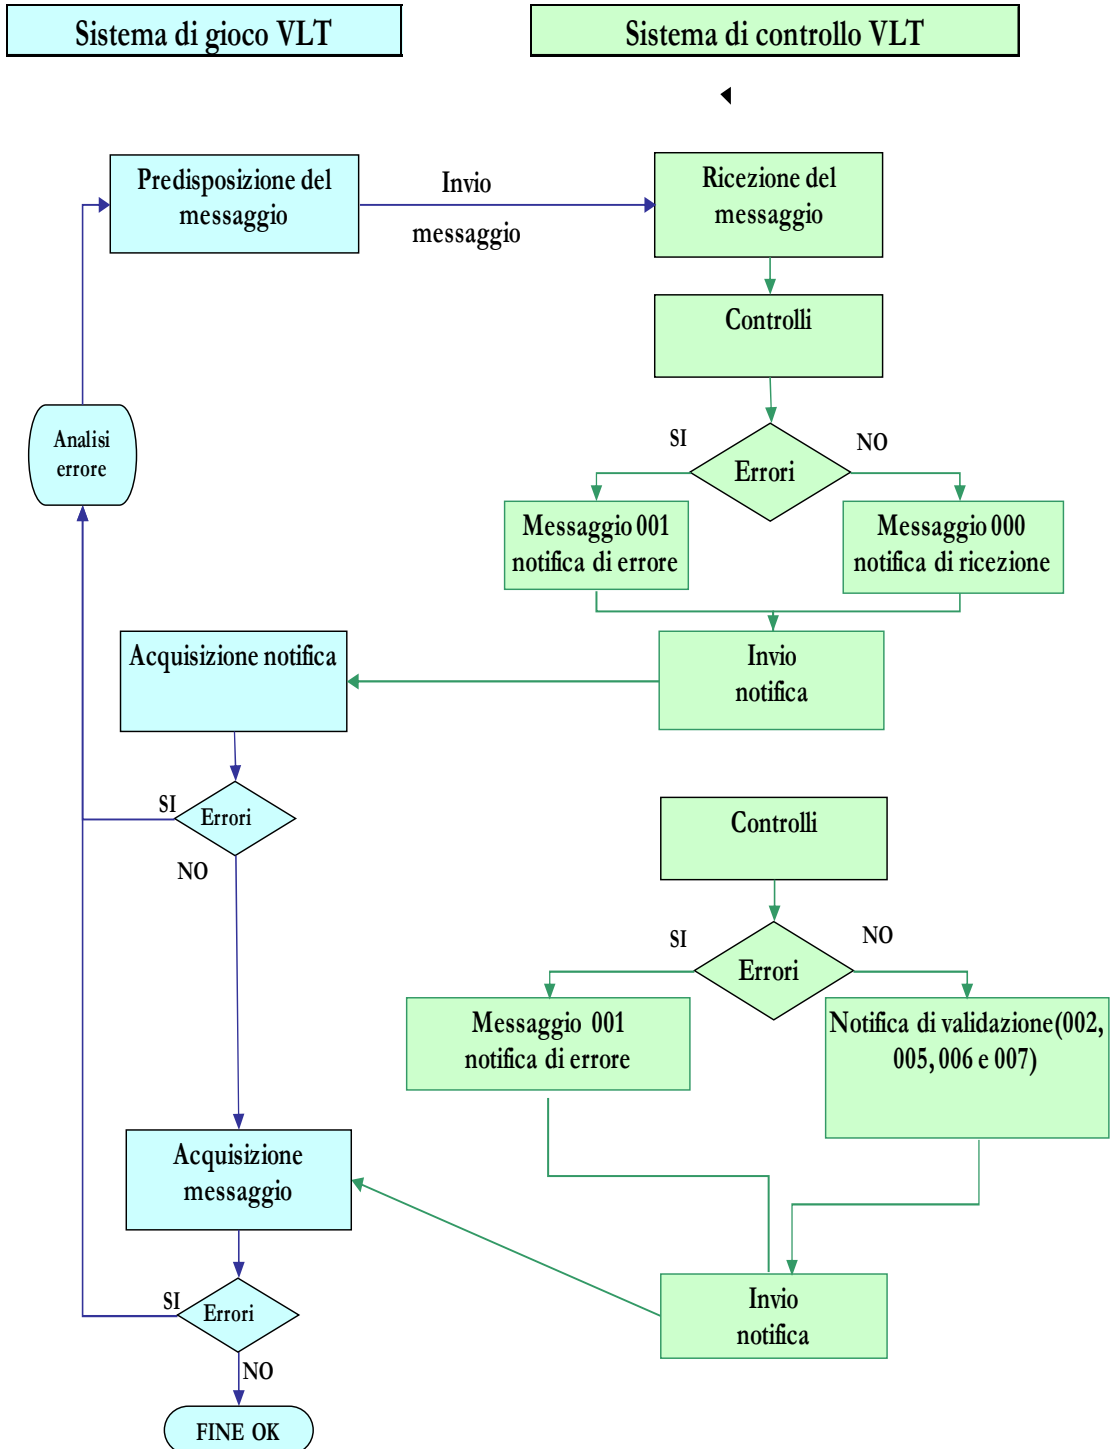 Sistema di gioco VLT
Sistema di controllo VLT
Predisposizione del
messaggio
Invio
messaggio
Ricezione del
messaggio
Controlli
Analisi
errore
SI
NO
Errori
Messaggio 001
notifica di errore
Messaggio 000
notifica di ricezione
Acquisizione notifica
Invio
notifica
SI
Errori
NO
Controlli
SI
NO
Errori
Messaggio 001
notifica di errore
Notifica di validazione(002,
005, 006 e 007)
Acquisizione
messaggio
SI
Errori
NO
Invio
notifica
FINE OK